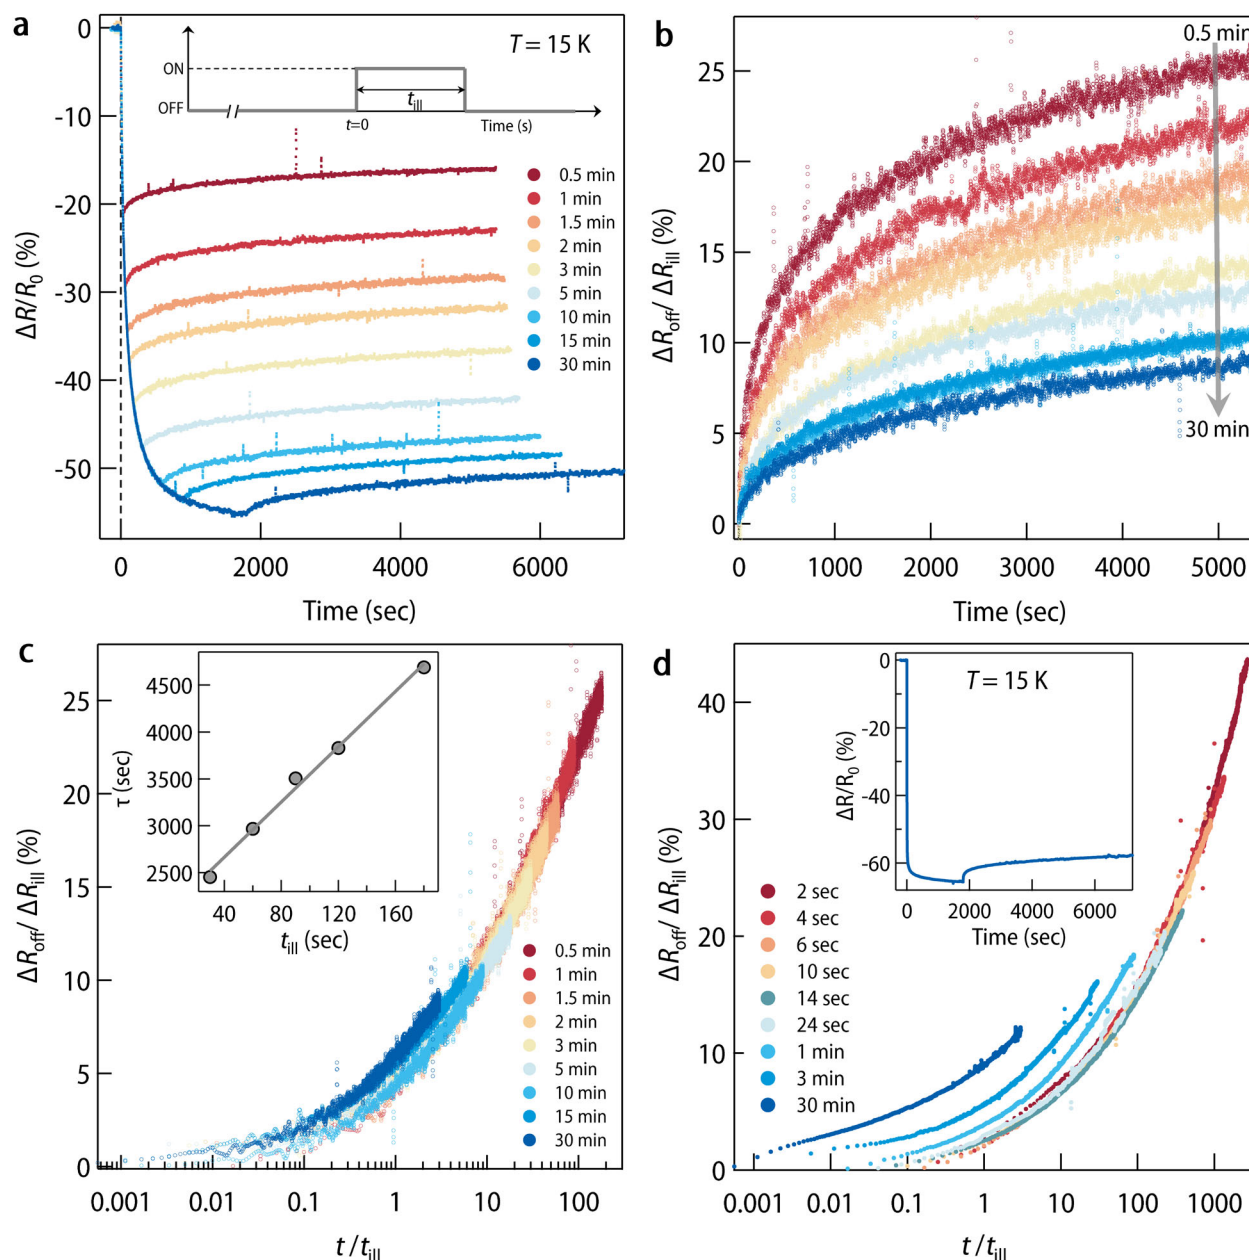 a
T = 15 K
ON
OFF
t=0
t_ill
Time (s)
0
-10
-20
-30
-40
-50
ΔR/R0 (%)
0.5 min
1 min
1.5 min
2 min
3 min
5 min
10 min
15 min
30 min
0
2000
4000
6000
Time (sec)
b
0.5 min
30 min
25
20
15
10
5
0
ΔRoff/ ΔRill (%)
0
1000
2000
3000
4000
5000
Time (sec)
c
4500
4000
3500
3000
2500
τ (sec)
40
80
120
160
till (sec)
25
20
15
10
5
0
ΔRoff/ ΔRill (%)
0.5 min
1 min
1.5 min
2 min
3 min
5 min
10 min
15 min
30 min
0.001
0.01
0.1
1
10
100
t/till
d
T = 15 K
0
-20
-40
-60
ΔR/R0 (%)
0
2000
4000
6000
Time (sec)
40
30
20
10
0
ΔRoff/ ΔRill (%)
2 sec
4 sec
6 sec
10 sec
14 sec
24 sec
1 min
3 min
30 min
0.001
0.01
0.1
1
10
100
1000
t/till